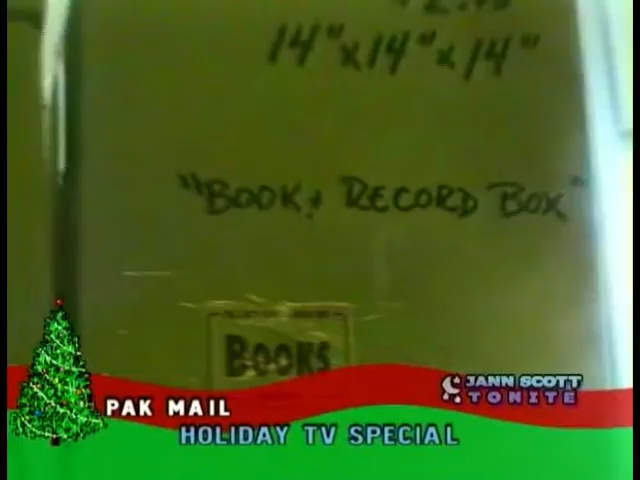 14"x14"x14"
"BOOK & RECORD BOX"
BOOKS
JANN SCOTT
TONITE
PAK MAIL
HOLIDAY TV SPECIAL